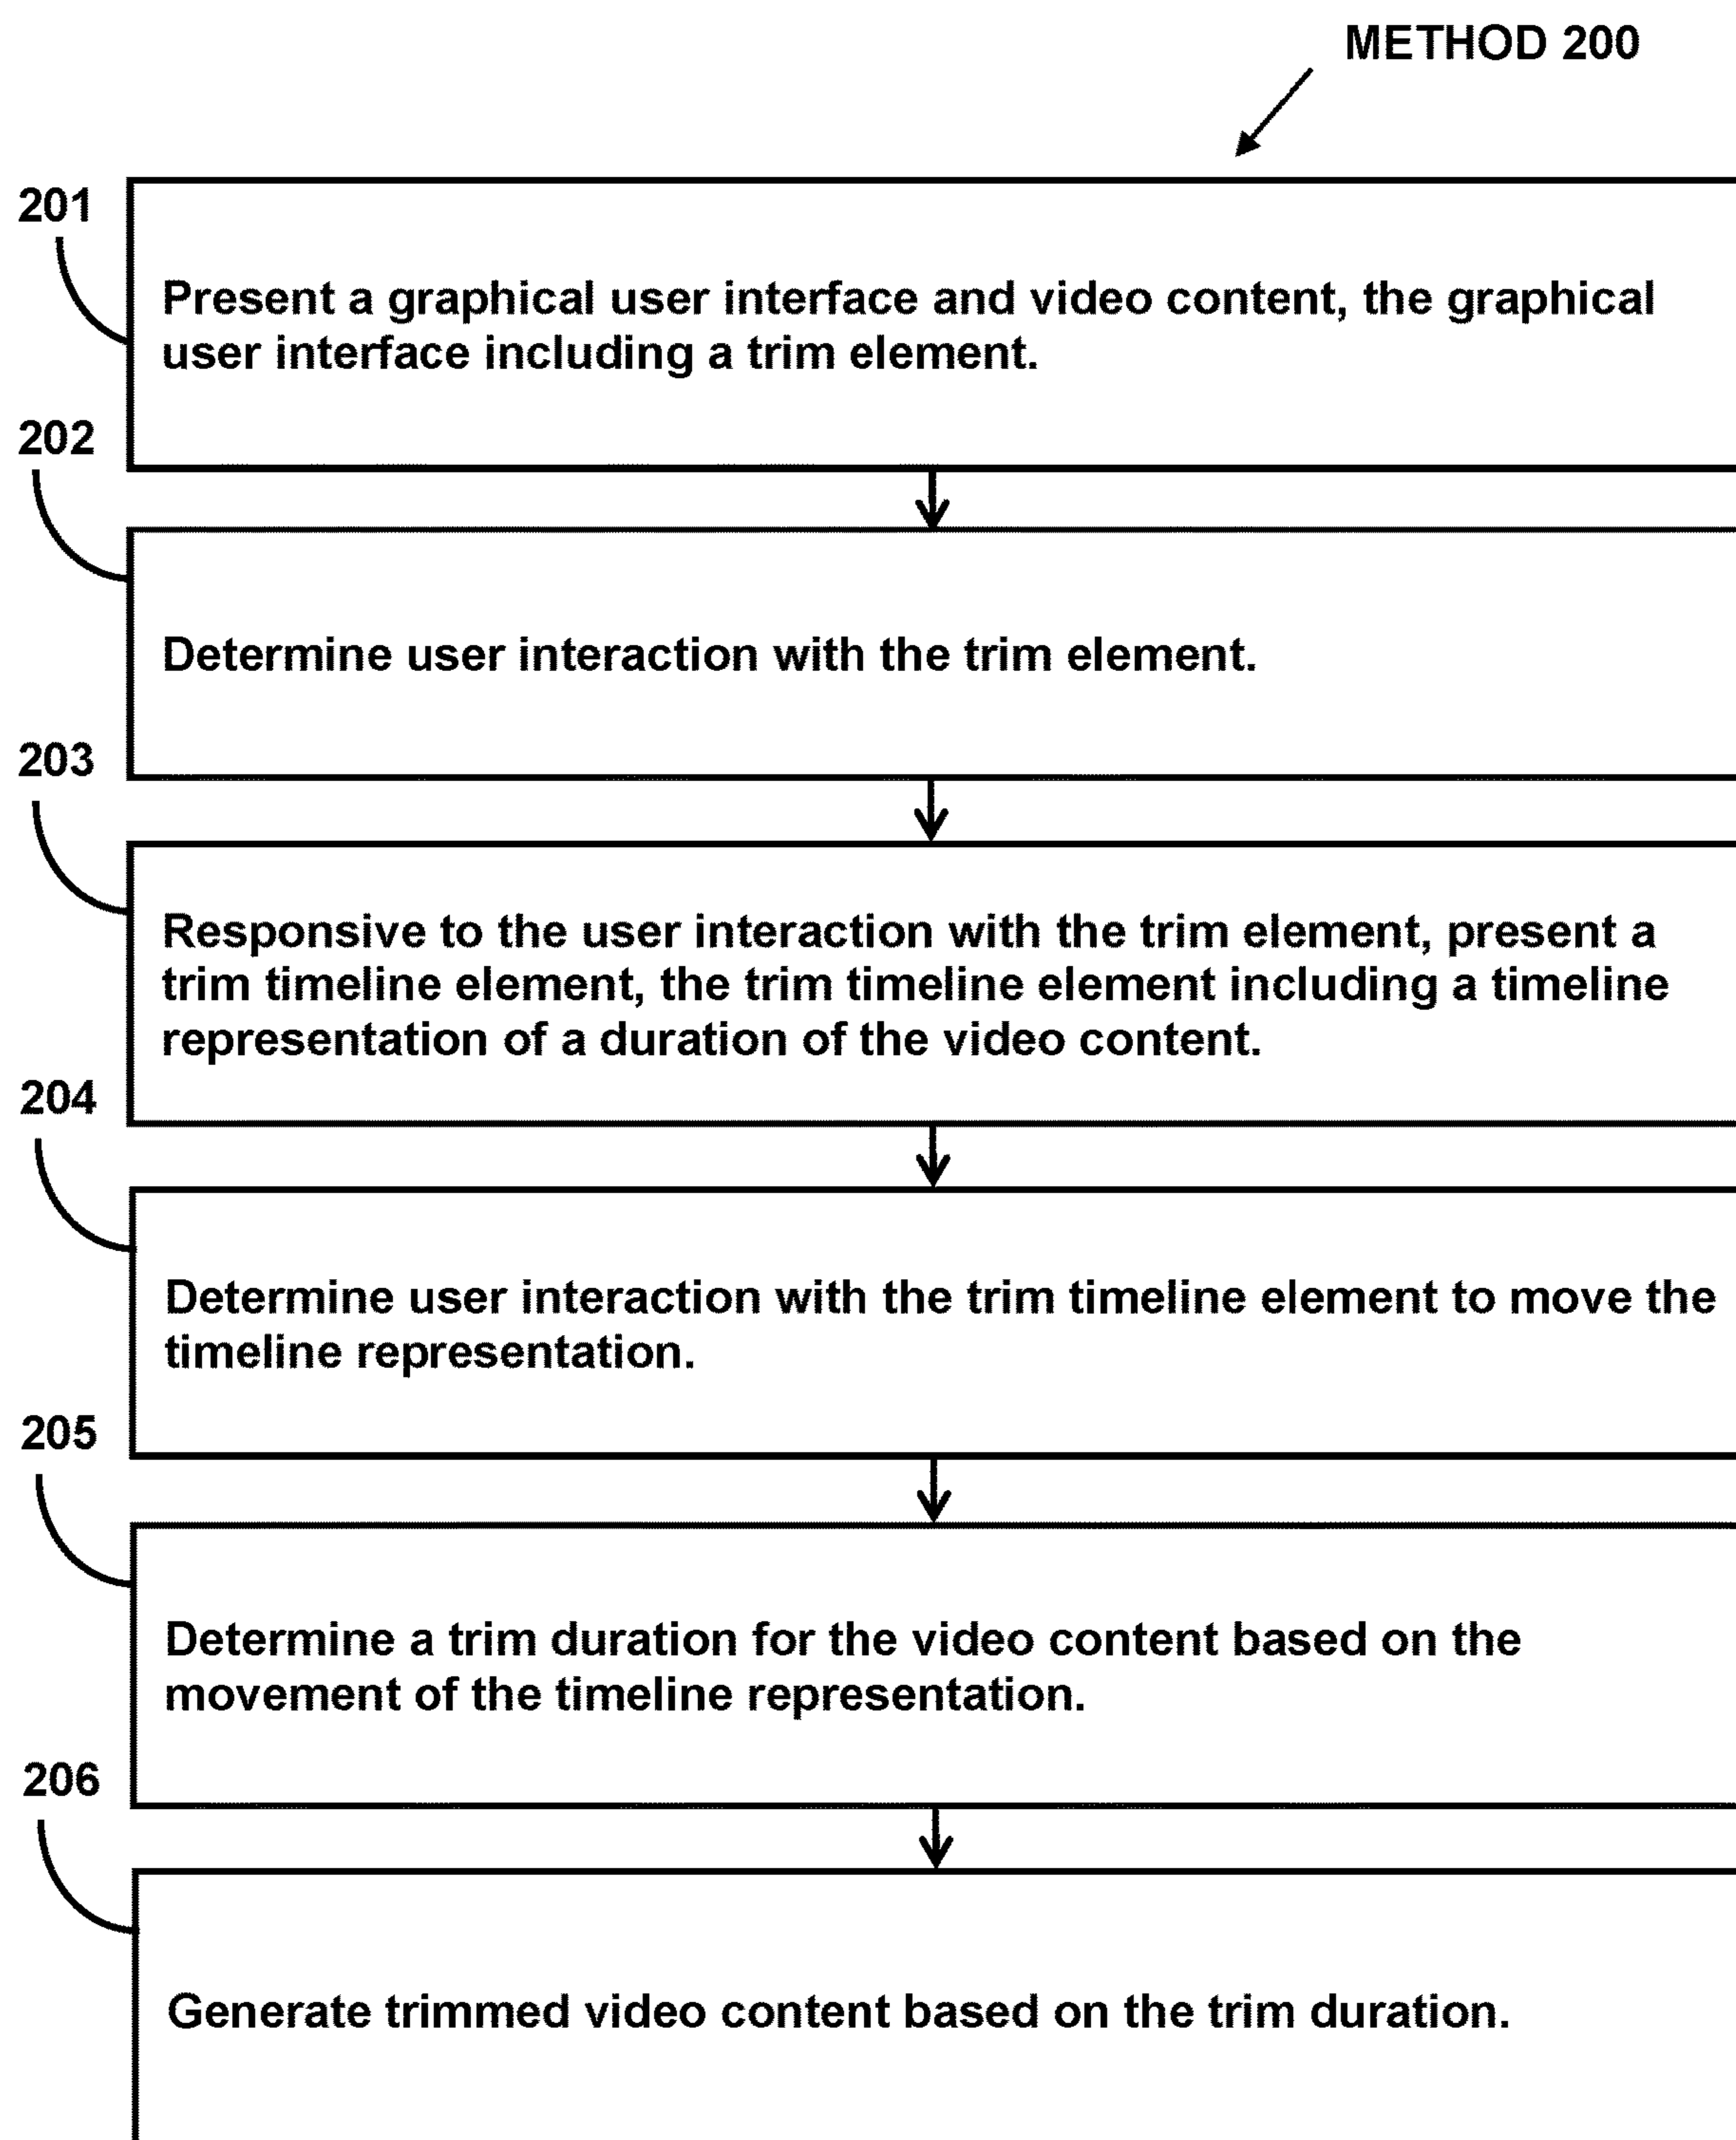 METHOD 200
201
Present a graphical user interface and video content, the graphical
user interface including a trim element.
202
Determine user interaction with the trim element.
203
Responsive to the user interaction with the trim element, present a
trim timeline element, the trim timeline element including a timeline
representation of a duration of the video content.
204
Determine user interaction with the trim timeline element to move the
timeline representation.
205
Determine a trim duration for the video content based on the
movement of the timeline representation.
206
Generate trimmed video content based on the trim duration.